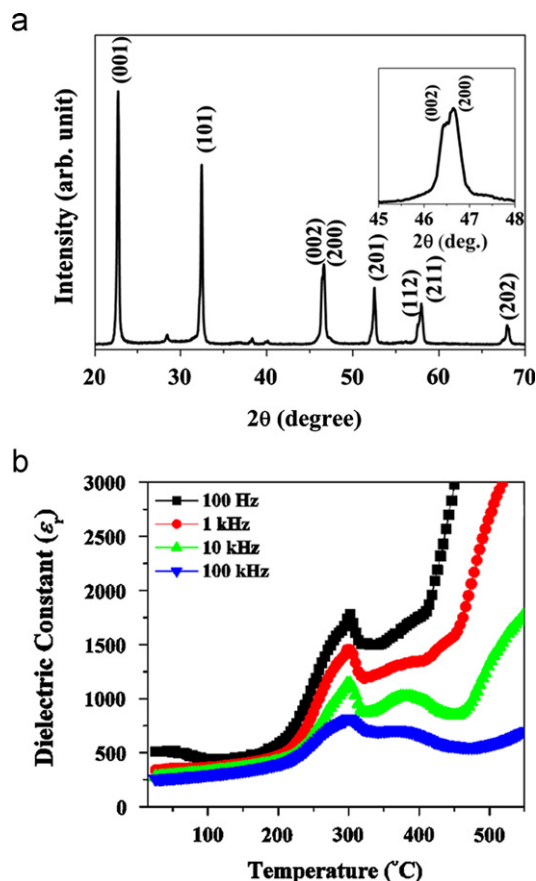 a
Intensity (arb. unit)
(001)
(101)
(002)
(200)
(201)
(112)
(211)
(202)
20 30 40 50 60 70
2θ (degree)
(002)
(200)
45 46 47 48
2θ (deg.)
b
Dielectric Constant (εr)
3000
2500
2000
1500
1000
500
0
100 Hz
1 kHz
10 kHz
100 kHz
100 200 300 400 500
Temperature (°C)